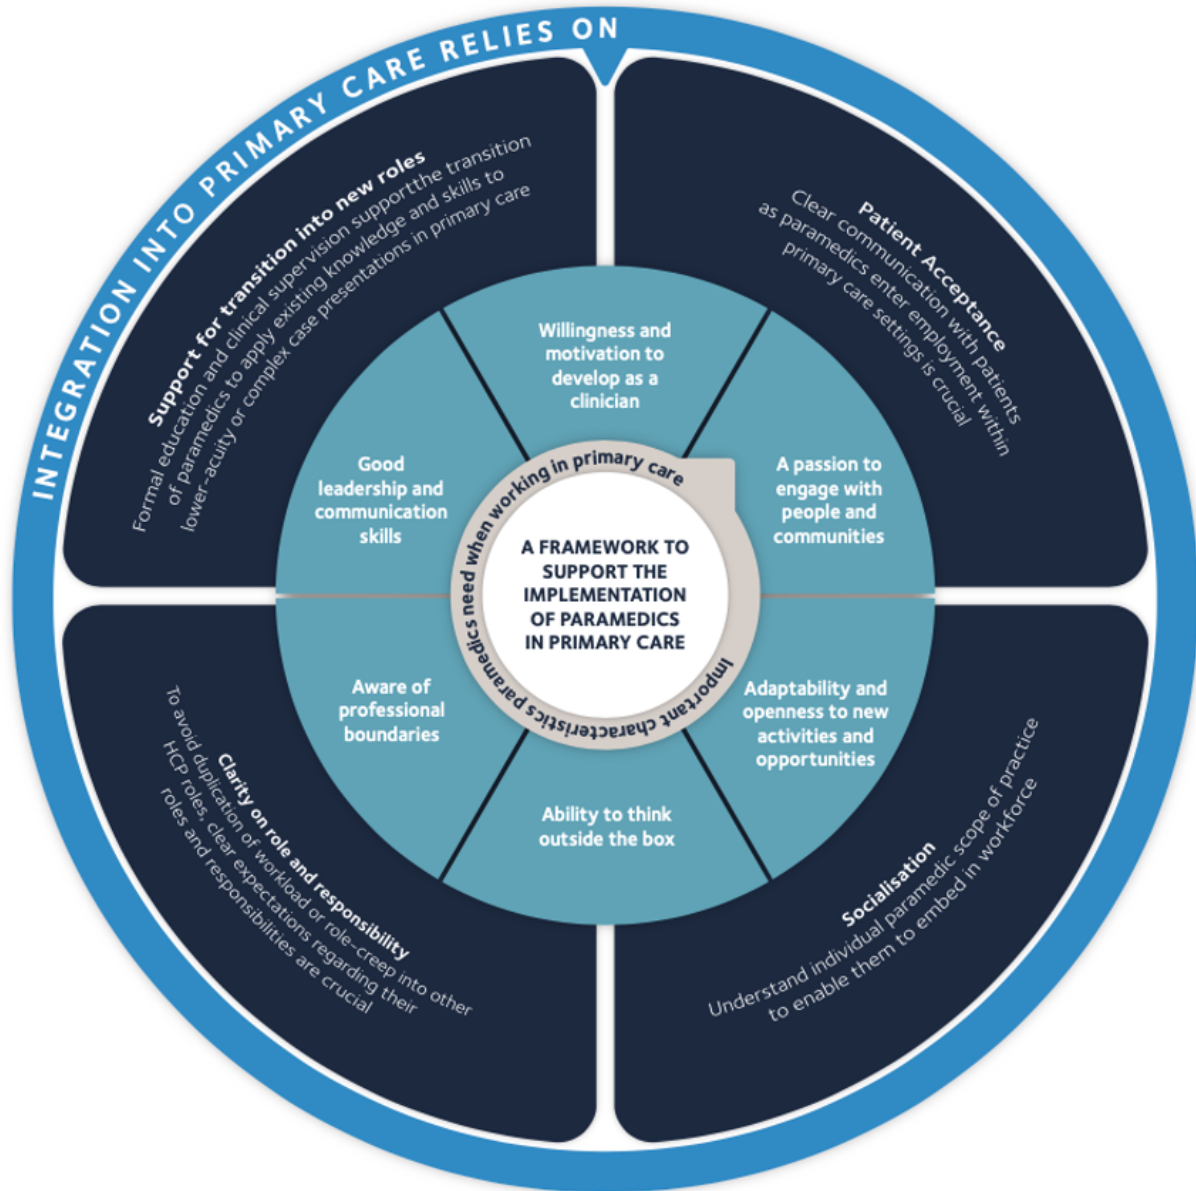 INTEGRATION INTO PRIMARY CARE RELIES ON
Support for transition into new roles
Formal education and clinical supervision supportthe transition
of paramedics to apply existing knowledge and skills to
lower-acuity or complex case presentations in primary care
Patient Acceptance
Clear communication with patients
as paramedics enter employment within
primary care settings is crucial
Willingness and
motivation to
develop as a
clinician
Good
leadership and
communication
skills
A passion to
engage with
people and
communities
Important characteristics paramedics need when working in primary care
A FRAMEWORK TO
SUPPORT THE
IMPLEMENTATION
OF PARAMEDICS
IN PRIMARY CARE
Aware of
professional
boundaries
Adaptability and
openness to new
activities and
opportunities
Ability to think
outside the box
Clarity on role and responsibility
To avoid duplication of workload or role-creep into other
HCP roles, clear expectations regarding their
roles and responsibilities are crucial
Socialisation
Understand individual paramedic scope of practice
to enable them to embed in workforce